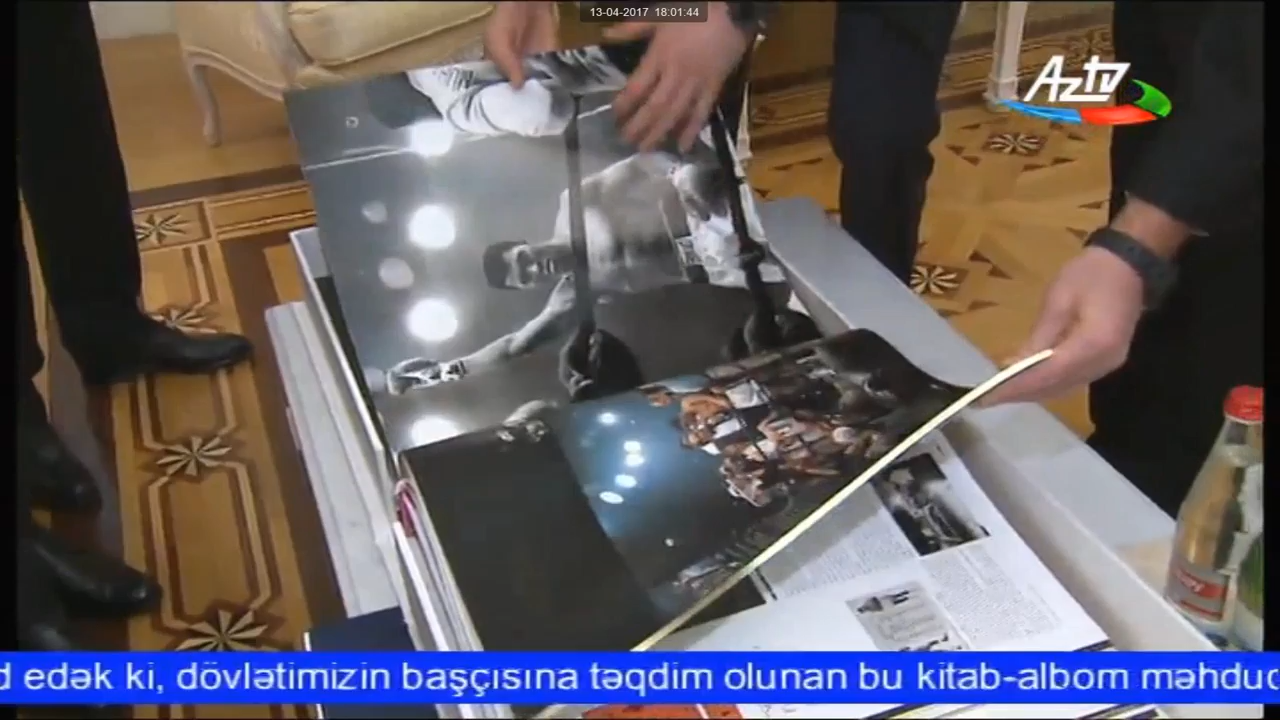 13-04-2017 18:01:44
AZTV
d edək ki, dövlətimizin başçısına təqdim olunan bu kitab-albom məhdud